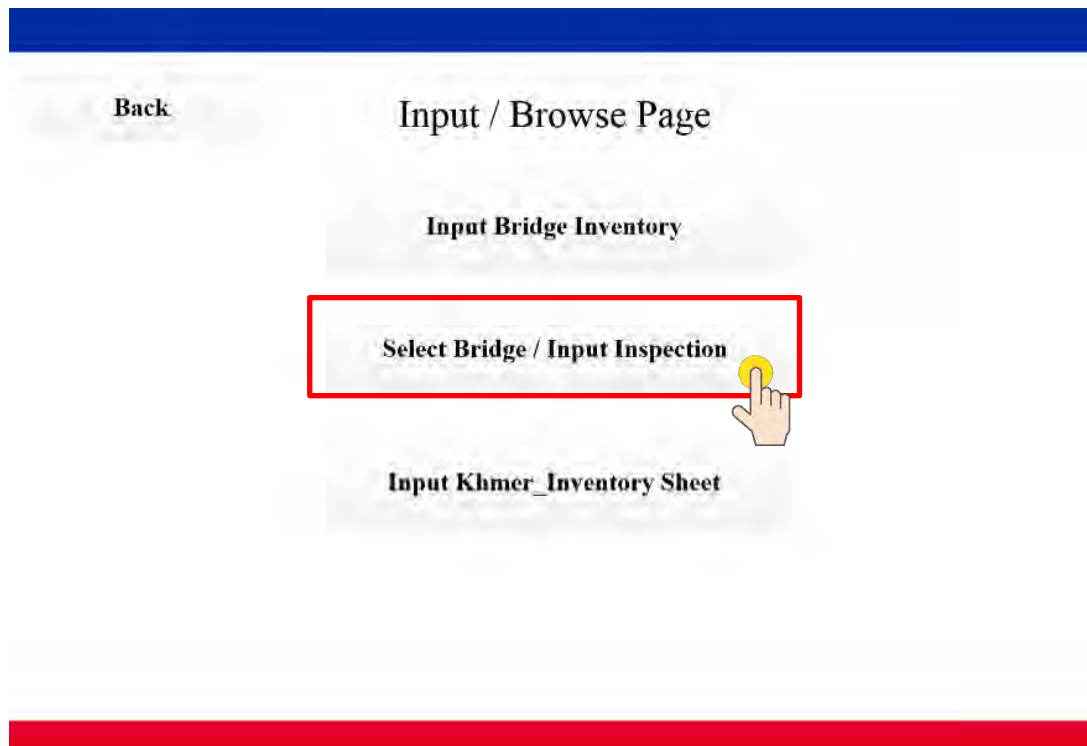 Back
Input / Browse Page
Input Bridge Inventory
Select Bridge / Input Inspection
Input Khmer_Inventory Sheet